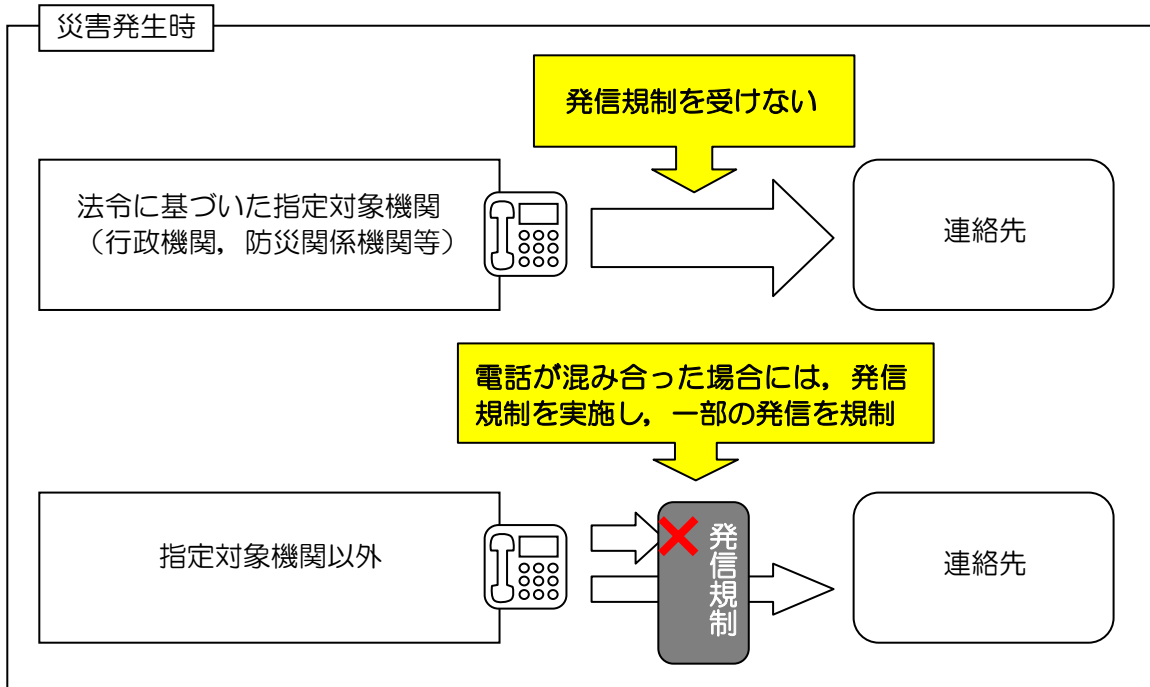 災害発生時
発信規制を受けない
法令に基づいた指定対象機関
（行政機関，防災関係機関等）
連絡先
電話が混み合った場合には，発信
規制を実施し，一部の発信を規制
指定対象機関以外
発信規制
連絡先